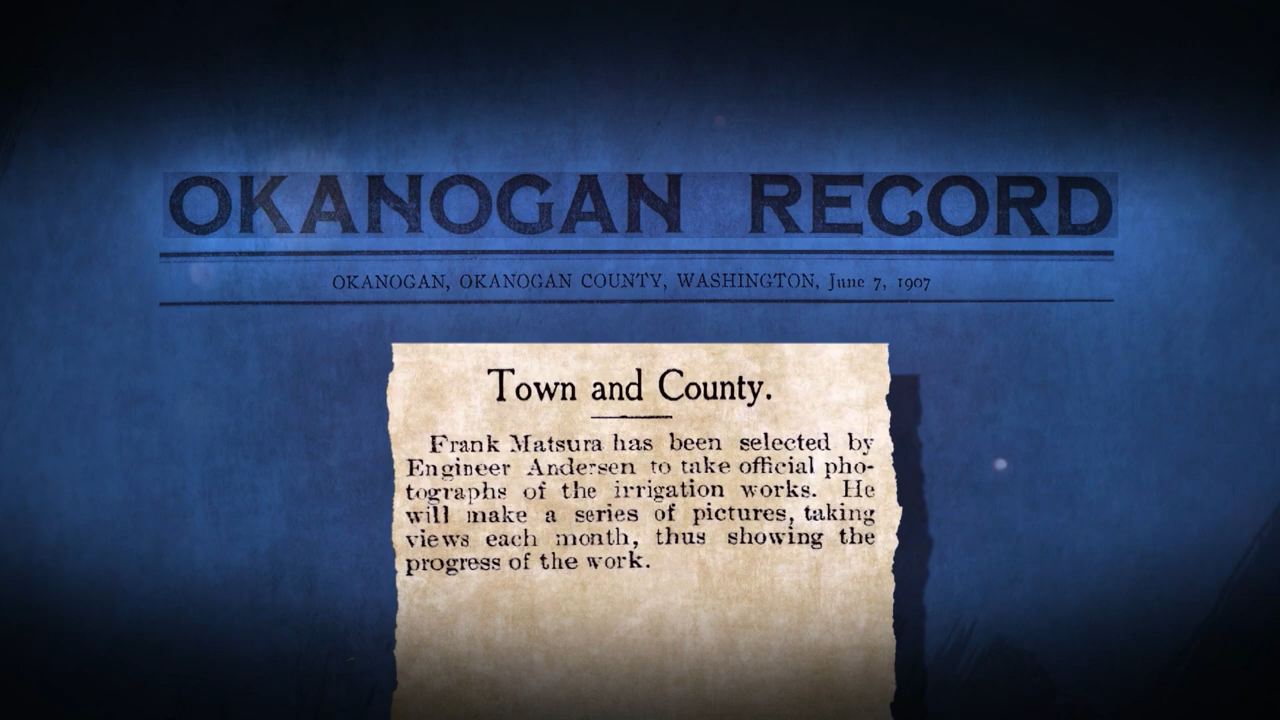 OKANOGAN RECORD
OKANOGAN, OKANOGAN COUNTY, WASHINGTON, June 7, 1907
Town and County.
Frank Matsura has been selected by
Engineer Andersen to take official pho-
tographs of the irrigation works. He
will make a series of pictures, taking
views each month, thus showing the
progress of the work.